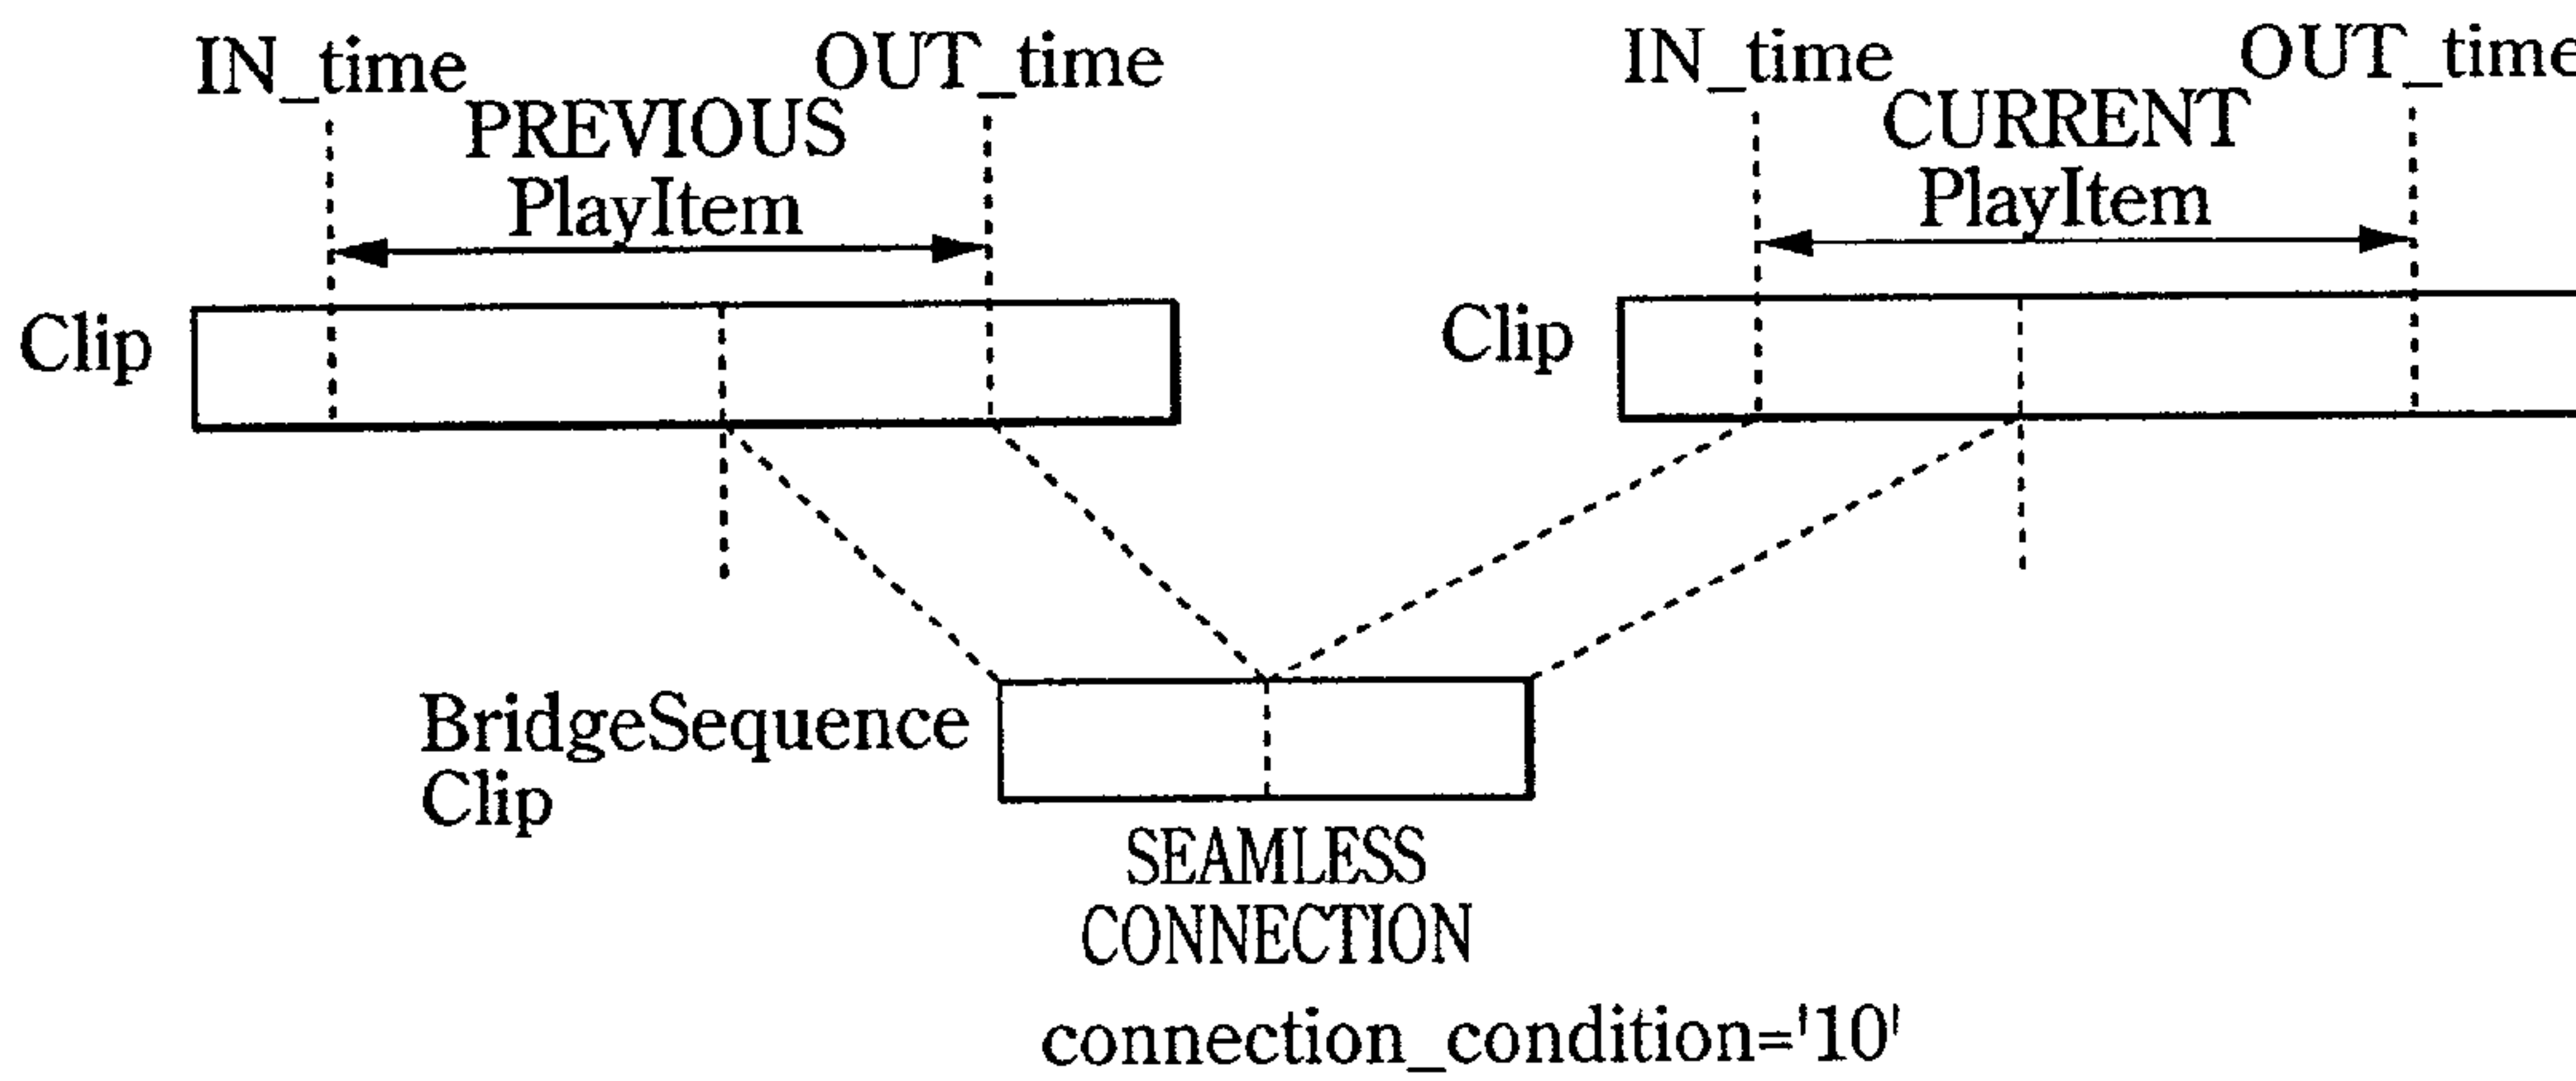 IN_time OUT_time IN_time OUT_time
PREVIOUS CURRENT
PlayItem PlayItem
Clip Clip
BridgeSequence
Clip
SEAMLESS
CONNECTION
connection_condition='10'